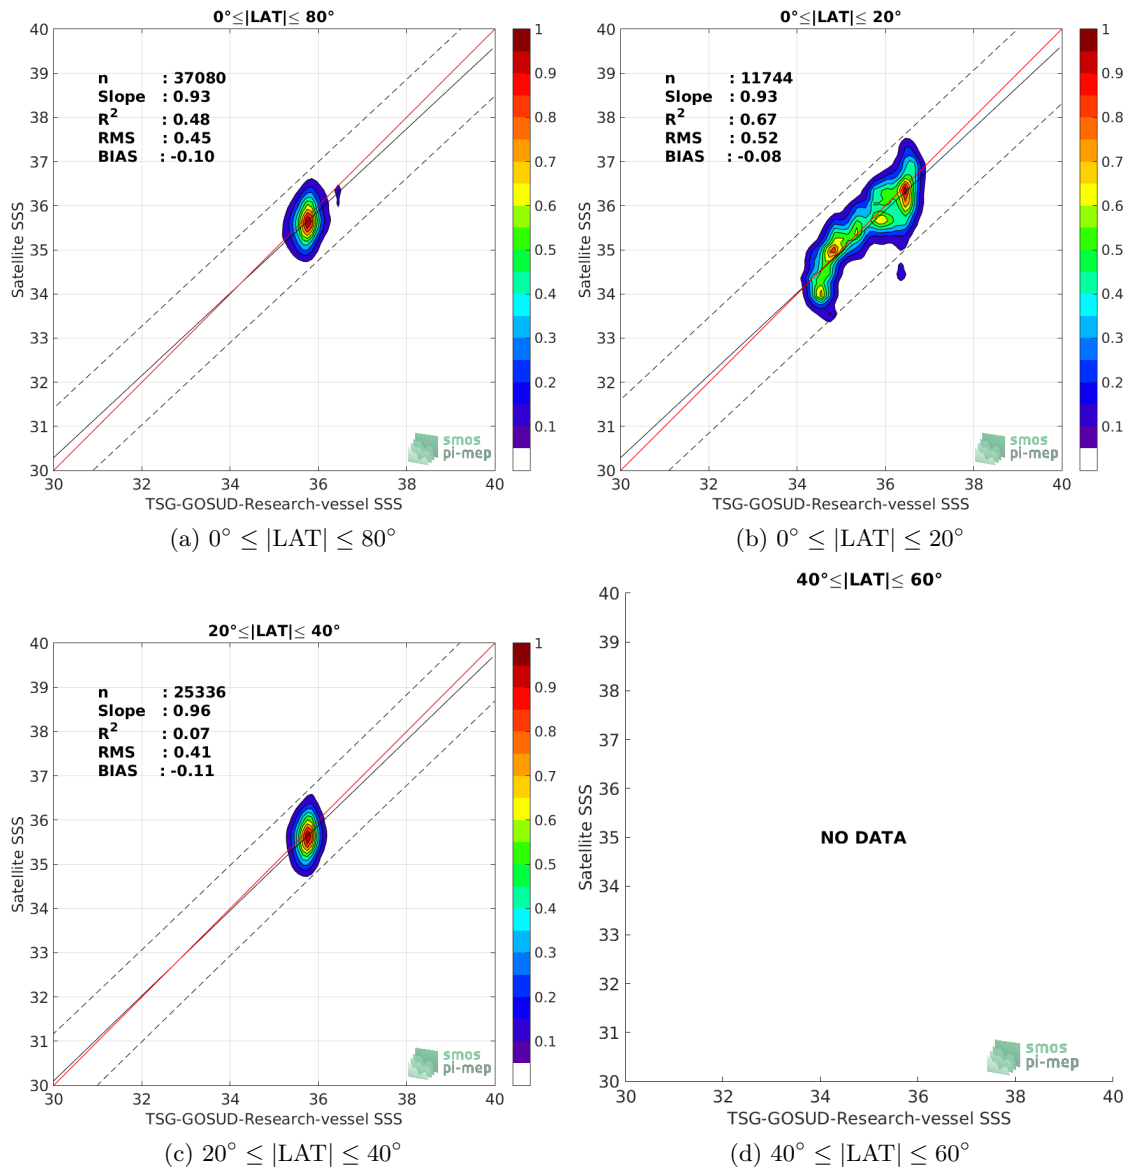 0°≤|LAT|≤ 80°
40
39
38
37
36
35
34
33
32
31
30
Satellite SSS
n : 37080
Slope : 0.93
R2 : 0.48
RMS : 0.45
BIAS : -0.10
smos
pi-mep
30 32 34 36 38 40
TSG-GOSUD-Research-vessel SSS
1
0.9
0.8
0.7
0.6
0.5
0.4
0.3
0.2
0.1
(a) 0° ≤ |LAT| ≤ 80°
0°≤|LAT|≤ 20°
40
39
38
37
36
35
34
33
32
31
30
Satellite SSS
n : 11744
Slope : 0.93
R2 : 0.67
RMS : 0.52
BIAS : -0.08
smos
pi-mep
30 32 34 36 38 40
TSG-GOSUD-Research-vessel SSS
1
0.9
0.8
0.7
0.6
0.5
0.4
0.3
0.2
0.1
(b) 0° ≤ |LAT| ≤ 20°
20°≤|LAT|≤ 40°
40
39
38
37
36
35
34
33
32
31
30
Satellite SSS
n : 25336
Slope : 0.96
R2 : 0.07
RMS : 0.41
BIAS : -0.11
smos
pi-mep
30 32 34 36 38 40
TSG-GOSUD-Research-vessel SSS
1
0.9
0.8
0.7
0.6
0.5
0.4
0.3
0.2
0.1
(c) 20° ≤ |LAT| ≤ 40°
40°≤|LAT|≤ 60°
40
39
38
37
36
35
34
33
32
31
30
Satellite SSS
NO DATA
smos
pi-mep
30 32 34 36 38 40
TSG-GOSUD-Research-vessel SSS
(d) 40° ≤ |LAT| ≤ 60°